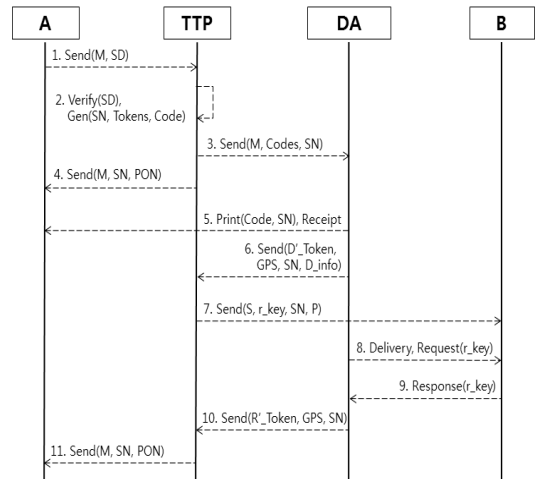 A TTP DA B
1. Send(M, SD)
2. Verify(SD),
Gen(SN, Tokens, Code)
3. Send(M, Codes, SN)
4. Send(M, SN, PON)
5. Print(Code, SN), Receipt
6. Send(D'_Token,
GPS, SN, D_info)
7. Send(S, r_key, SN, P)
8. Delivery, Request(r_key)
9. Response(r_key)
10. Send(R'_Token, GPS, SN)
11. Send(M, SN, PON)